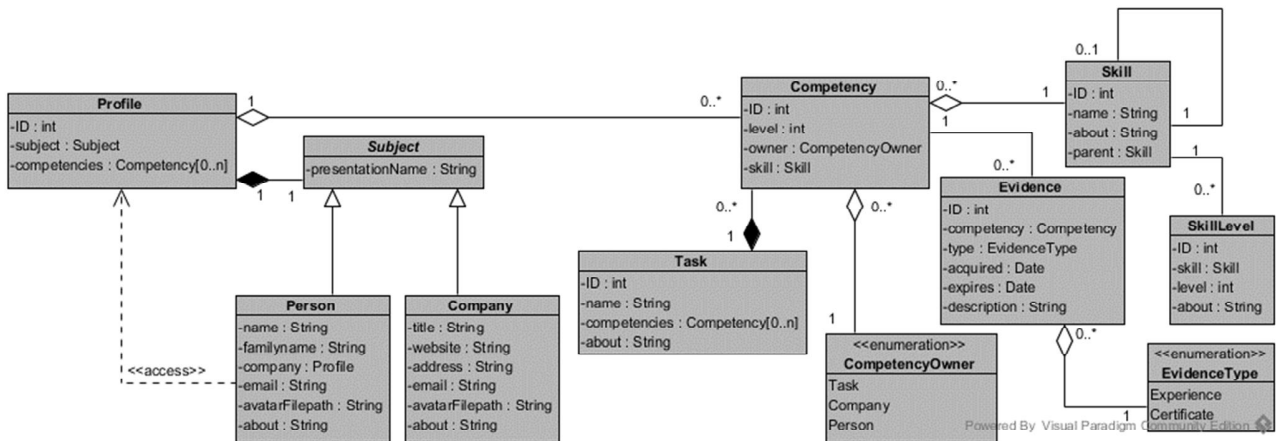 Profile
-ID : int
-subject : Subject
-competencies : Competency[0..n]
1
0..*
1
1
Subject
-presentationName : String
<<access>>
Person
-name : String
-familyname : String
-company : Profile
-email : String
-avatarFilepath : String
-about : String
Company
-title : String
-website : String
-address : String
-email : String
-avatarFilepath : String
-about : String
Competency
-ID : int
-level : int
-owner : CompetencyOwner
-skill : Skill
0..*
1
0..*
1
Task
-ID : int
-name : String
-competencies : Competency[0..n]
-about : String
0..*
1
<<enumeration>>
CompetencyOwner
Task
Company
Person
1
0..*
Evidence
-ID : int
-competency : Competency
-type : EvidenceType
-acquired : Date
-expires : Date
-description : String
0..*
1
<<enumeration>>
EvidenceType
Experience
Certificate
0..1
1
Skill
-ID : int
-name : String
-about : String
-parent : Skill
1
0..*
SkillLevel
-ID : int
-skill : Skill
-level : int
-about : String
Powered By Visual Paradigm Community Edition